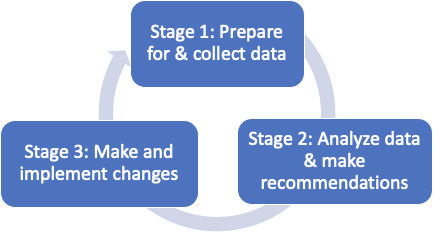 Stage 1: Prepare
for & collect data
Stage 2: Analyze data
& make
recommendations
Stage 3: Make and
implement changes